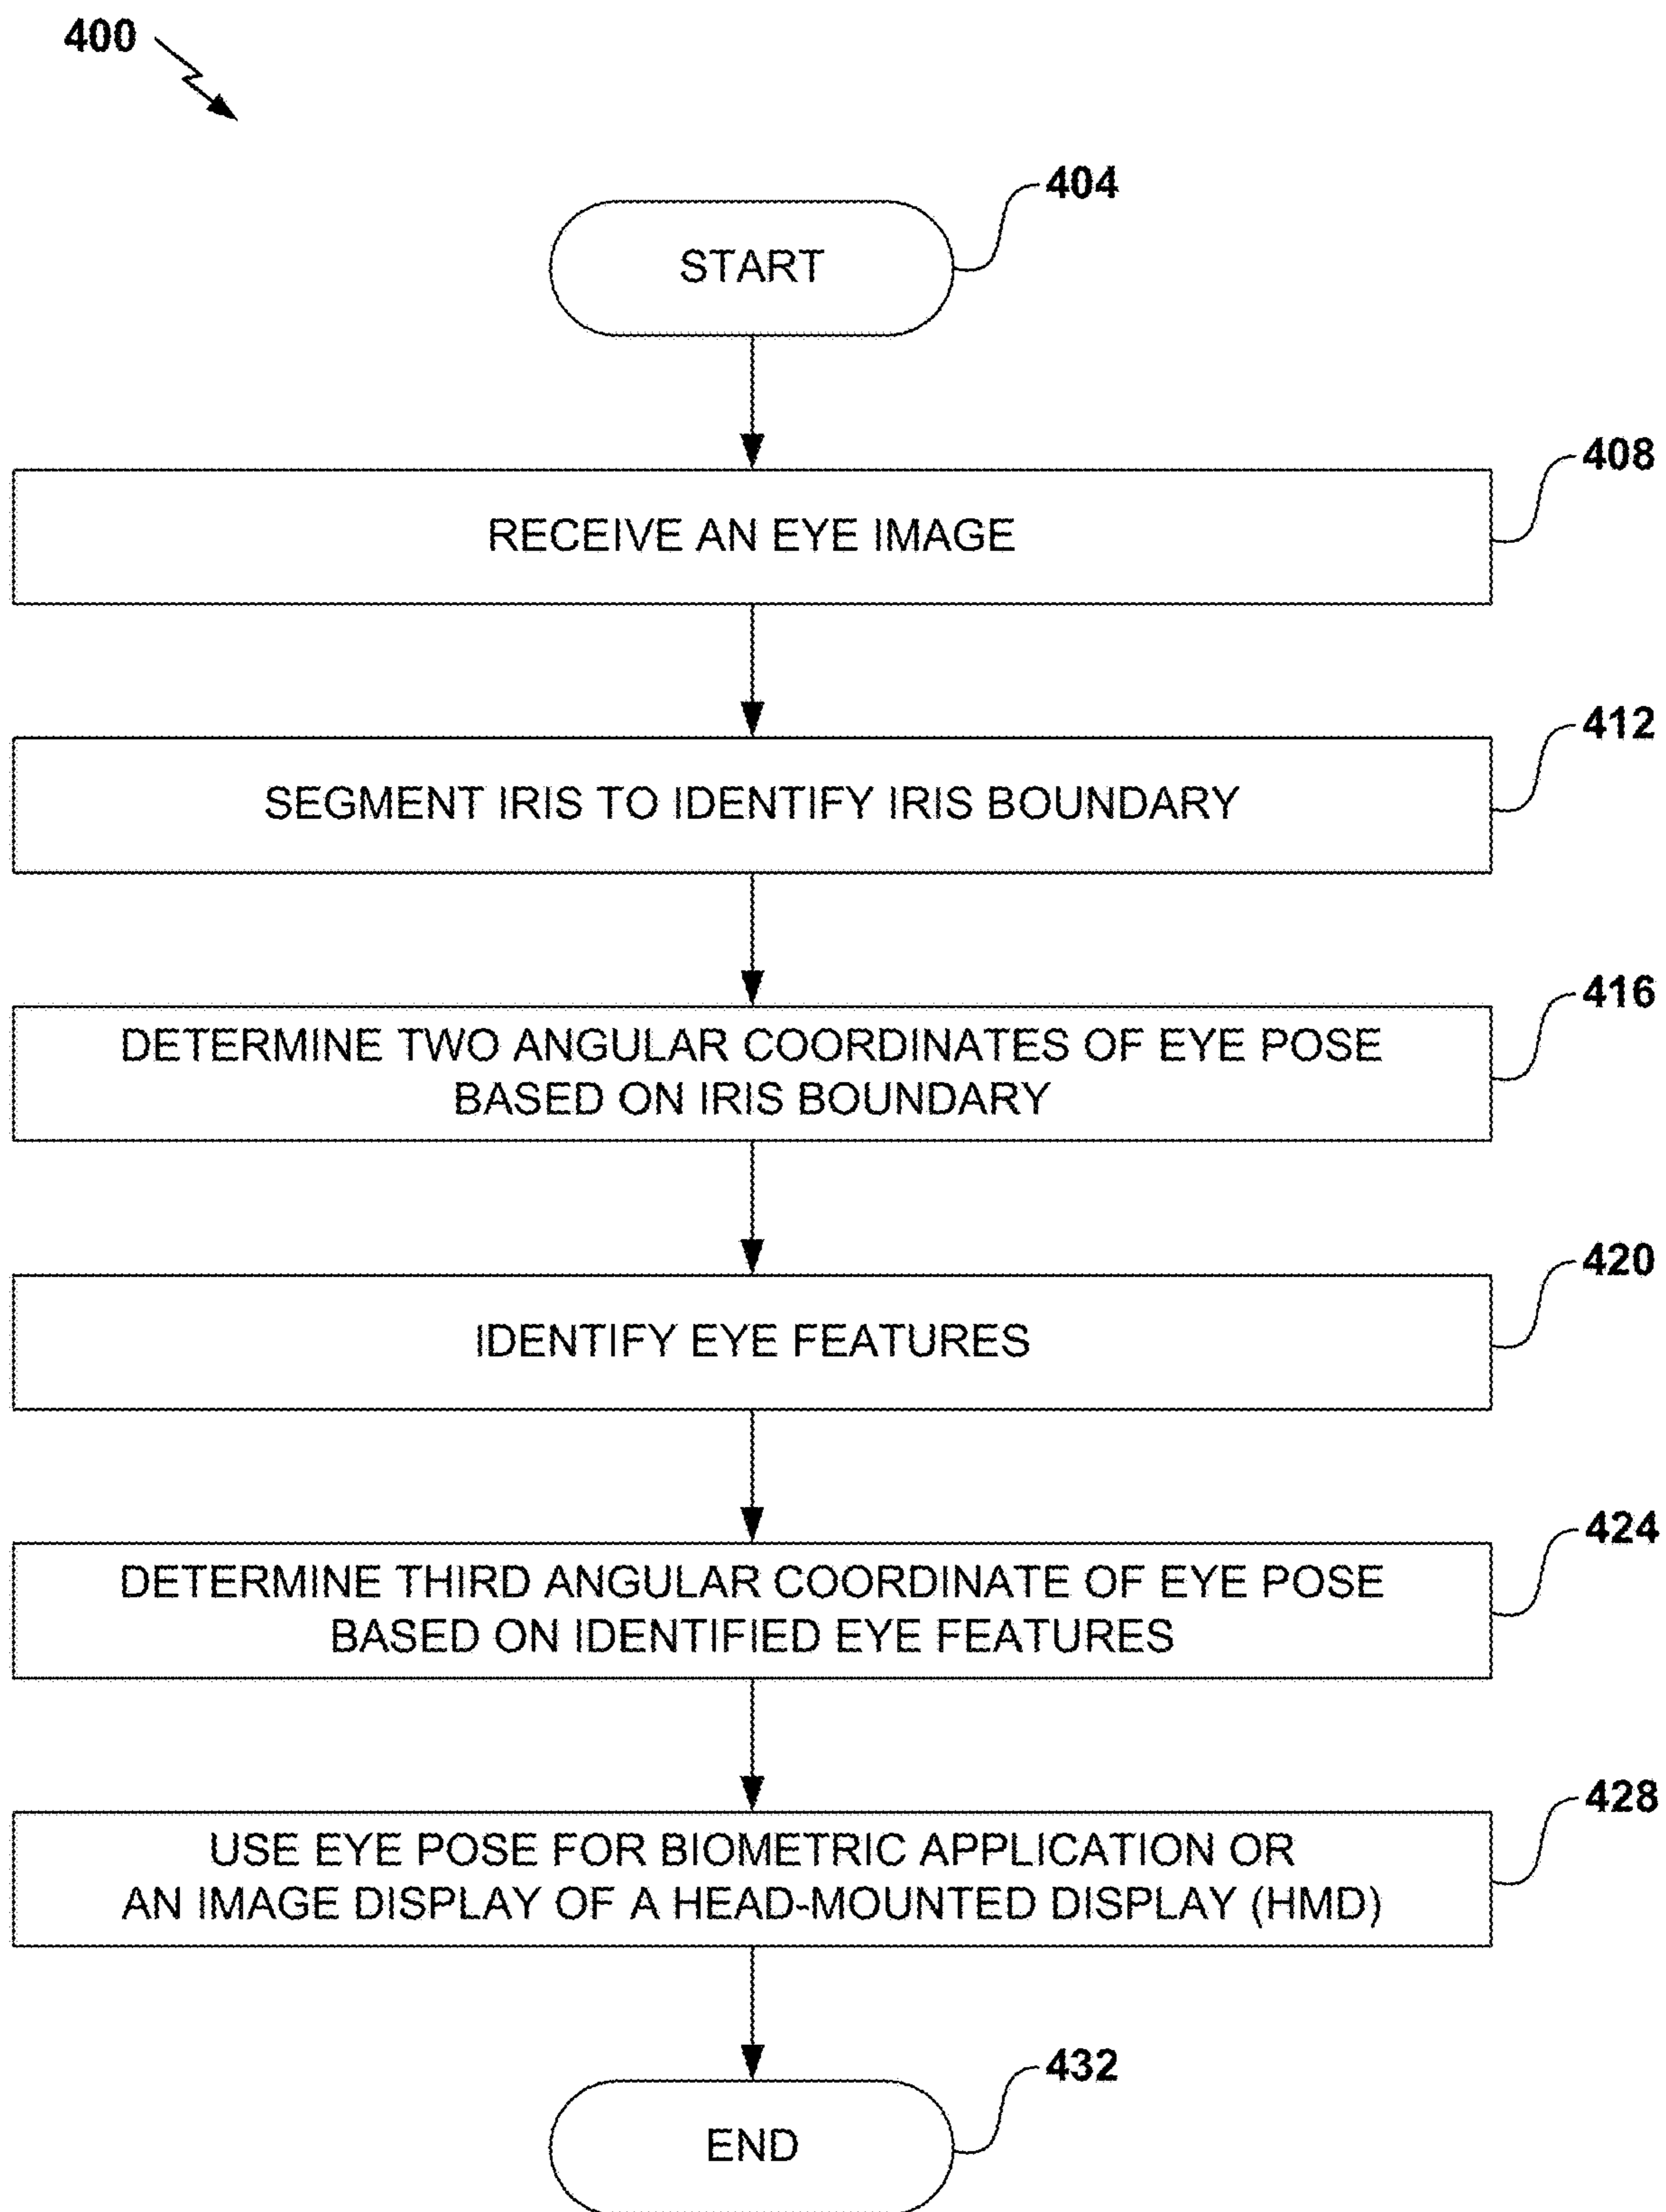 400
404
START
408
RECEIVE AN EYE IMAGE
412
SEGMENT IRIS TO IDENTIFY IRIS BOUNDARY
416
DETERMINE TWO ANGULAR COORDINATES OF EYE POSE
BASED ON IRIS BOUNDARY
420
IDENTIFY EYE FEATURES
424
DETERMINE THIRD ANGULAR COORDINATE OF EYE POSE
BASED ON IDENTIFIED EYE FEATURES
428
USE EYE POSE FOR BIOMETRIC APPLICATION OR
AN IMAGE DISPLAY OF A HEAD-MOUNTED DISPLAY (HMD)
432
END